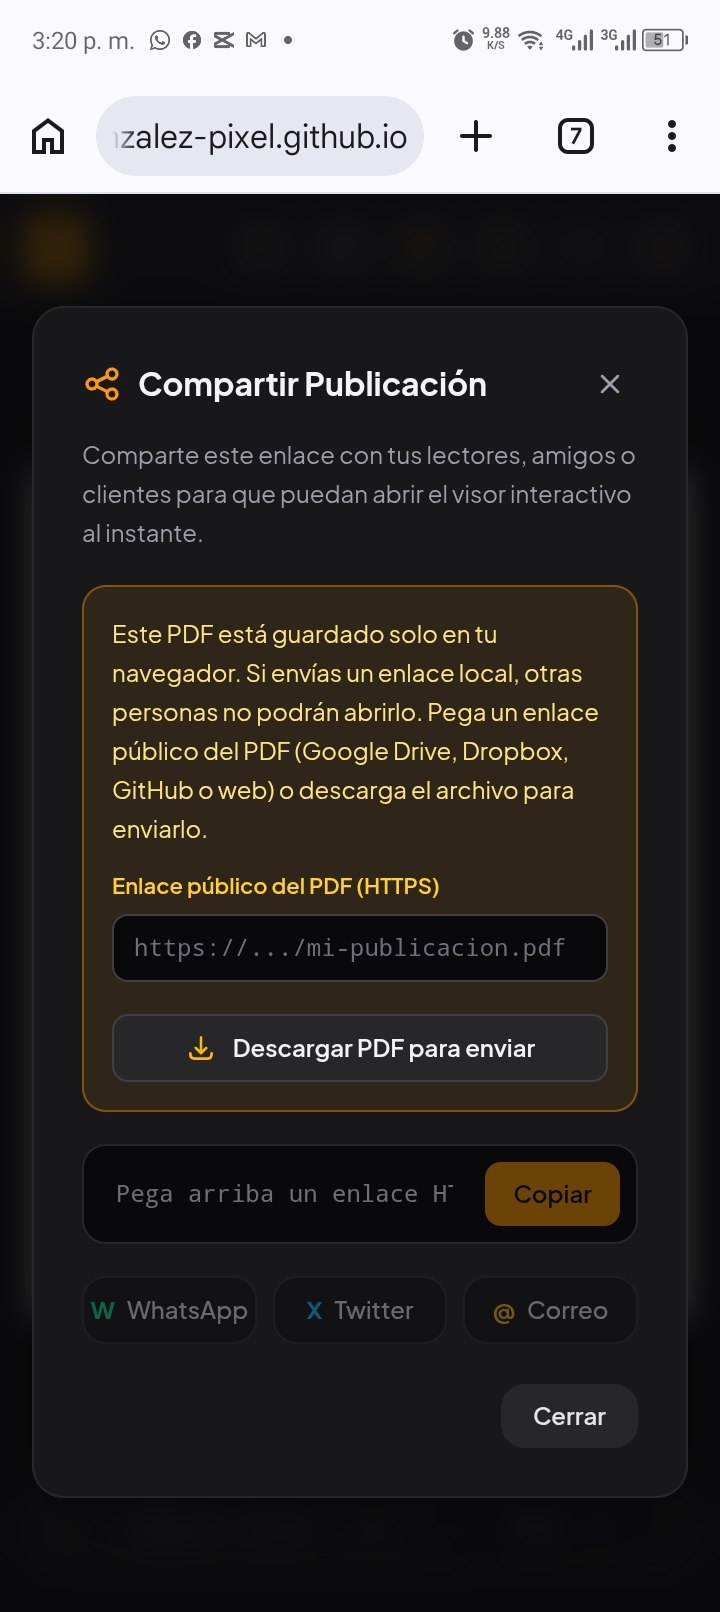 3:20 p. m.
9.88
K/S
4G
3G
51
nzalez-pixel.github.io
7
Compartir Publicación
Comparte este enlace con tus lectores, amigos o
clientes para que puedan abrir el visor interactivo
al instante.
Este PDF está guardado solo en tu
navegador. Si envías un enlace local, otras
personas no podrán abrirlo. Pega un enlace
público del PDF (Google Drive, Dropbox,
GitHub o web) o descarga el archivo para
enviarlo.
Enlace público del PDF (HTTPS)
https://.../mi-publicacion.pdf
Descargar PDF para enviar
Pega arriba un enlace HT
Copiar
W WhatsApp
X Twitter
@ Correo
Cerrar